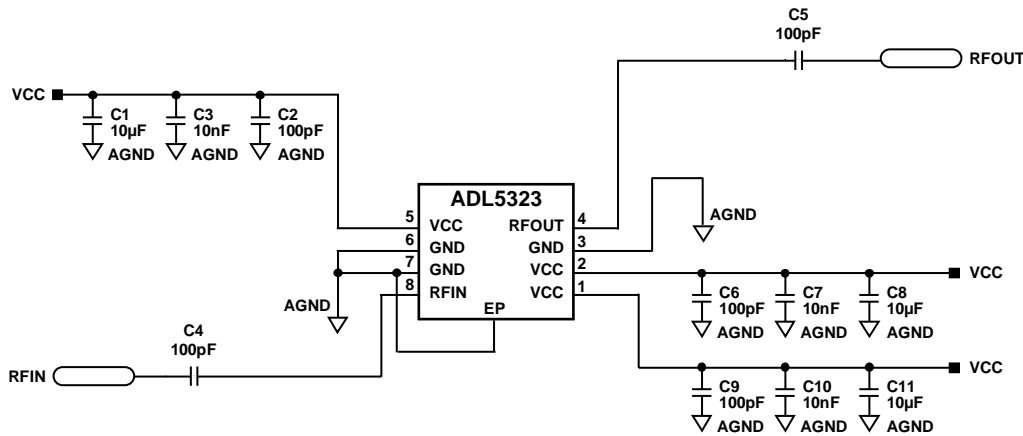 C5
100pF
RFOUT
VCC
C1
10µF
AGND
C3
10nF
AGND
C2
100pF
AGND
ADL5323
5
VCC
RFOUT
4
6
GND
GND
3
7
GND
VCC
2
8
RFIN
VCC
1
EP
AGND
AGND
VCC
C6
100pF
AGND
C7
10nF
AGND
C8
10µF
AGND
C4
100pF
RFIN
VCC
C9
100pF
AGND
C10
10nF
AGND
C11
10µF
AGND